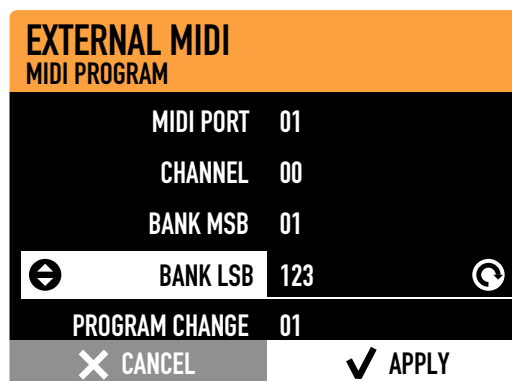 EXTERNAL MIDI
MIDI PROGRAM
MIDI PORT 01
CHANNEL 00
BANK MSB 01
BANK LSB 123
PROGRAM CHANGE 01
CANCEL APPLY